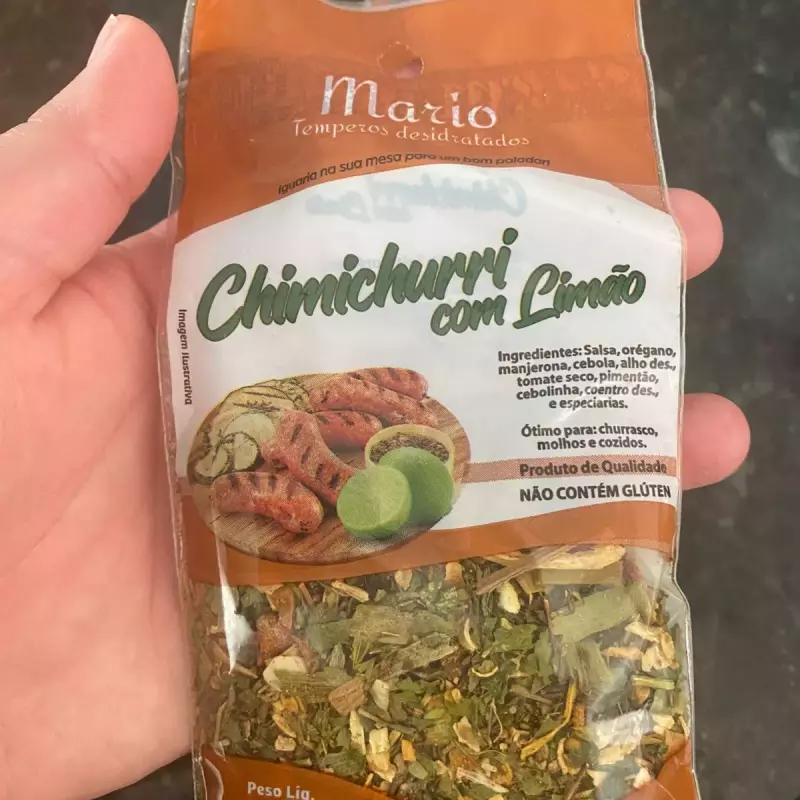 Mario
Temperos desidratados
Iguaria na sua mesa para um bom paladar!
Chimichurri
com Limão
Imagem Ilustrativa
Ingredientes: Salsa, orégano,
manjerona, cebola, alho des.,
tomate seco, pimentão,
cebolinha, coentro des.,
e especiarias.
Ótimo para: churrasco,
molhos e cozidos.
Produto de Qualidade
NÃO CONTÉM GLÚTEN
Peso Líq.